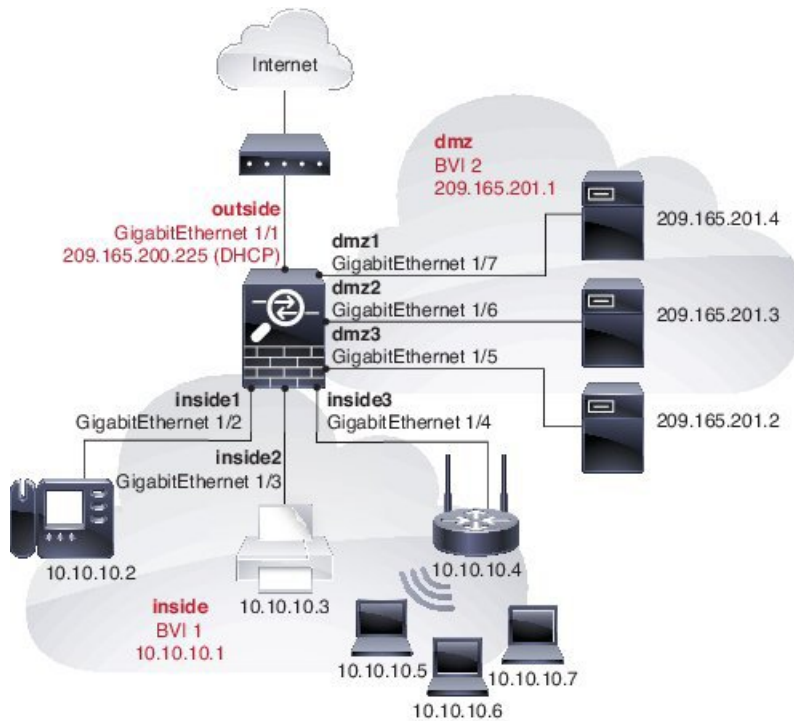 Internet
dmz
BVI 2
209.165.201.1
outside
GigabitEthernet 1/1
209.165.200.225 (DHCP)
dmz1
GigabitEthernet 1/7
209.165.201.4
dmz2
GigabitEthernet 1/6
209.165.201.3
dmz3
GigabitEthernet 1/5
209.165.201.2
inside1
GigabitEthernet 1/2
inside2
GigabitEthernet 1/3
inside3
GigabitEthernet 1/4
10.10.10.2
10.10.10.3
10.10.10.4
inside
BVI 1
10.10.10.1
10.10.10.5
10.10.10.6
10.10.10.7